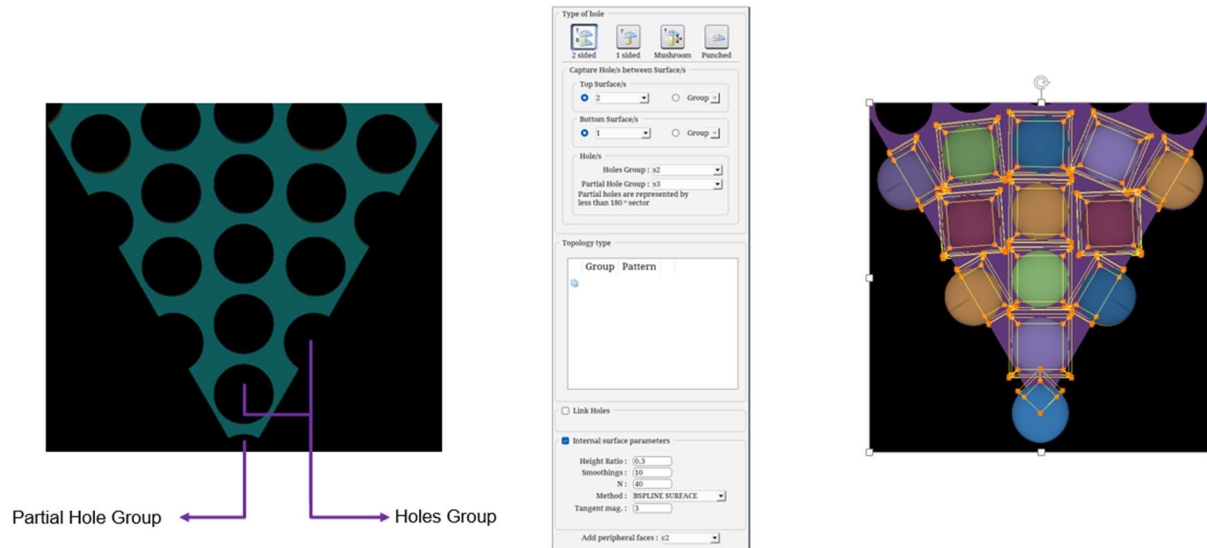 Partial Hole Group
Holes Group
Type of hole
2 sided 1 sided Mushroom Punched
Capture Hole/s between Surface/s
Top Surface/s
2 Group
Bottom Surface/s
1 Group
Hole/s
Holes Group : s2
Partial Hole Group : s3
Partial holes are represented by
less than 180 º sector
Topology type
Group Pattern
Link Holes
Internal surface parameters
Height Ratio : 0.3
Smoothings : 10
N : 40
Method : BSPLINE SURFACE
Tangent mag. : 3
Add peripheral faces : c2